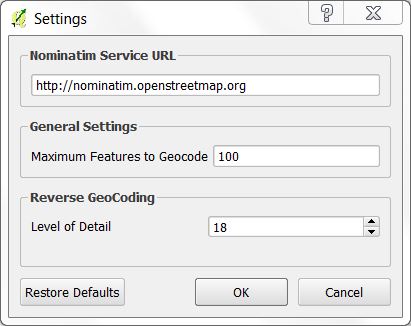 Settings
Nominatim Service URL
http://nominatim.openstreetmap.org
General Settings
Maximum Features to Geocode 100
Reverse GeoCoding
Level of Detail 18
Restore Defaults OK Cancel